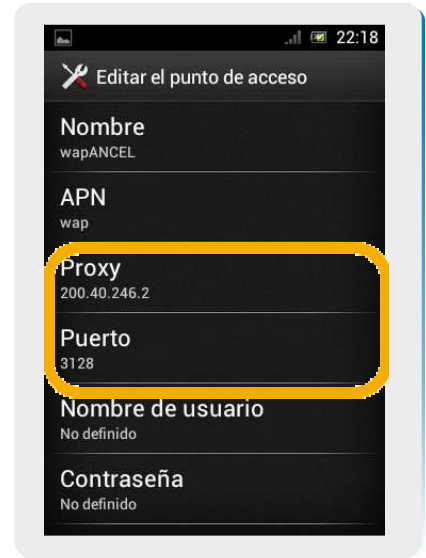 22:18
Editar el punto de acceso
Nombre
wapANCEL
APN
wap
Proxy
200.40.246.2
Puerto
3128
Nombre de usuario
No definido
Contraseña
No definido